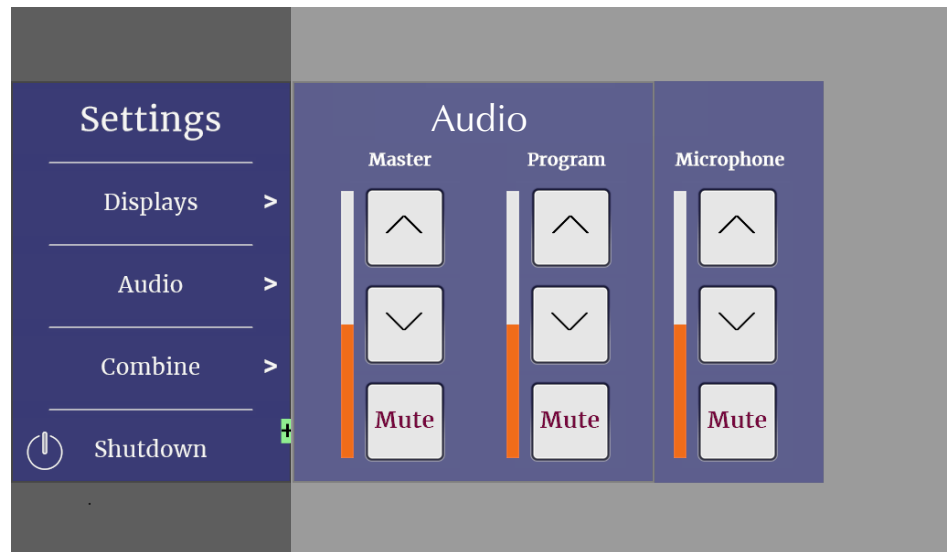 Settings
Displays >
Audio >
Combine >
Shutdown
+
Audio
Master Program Microphone
Mute Mute Mute